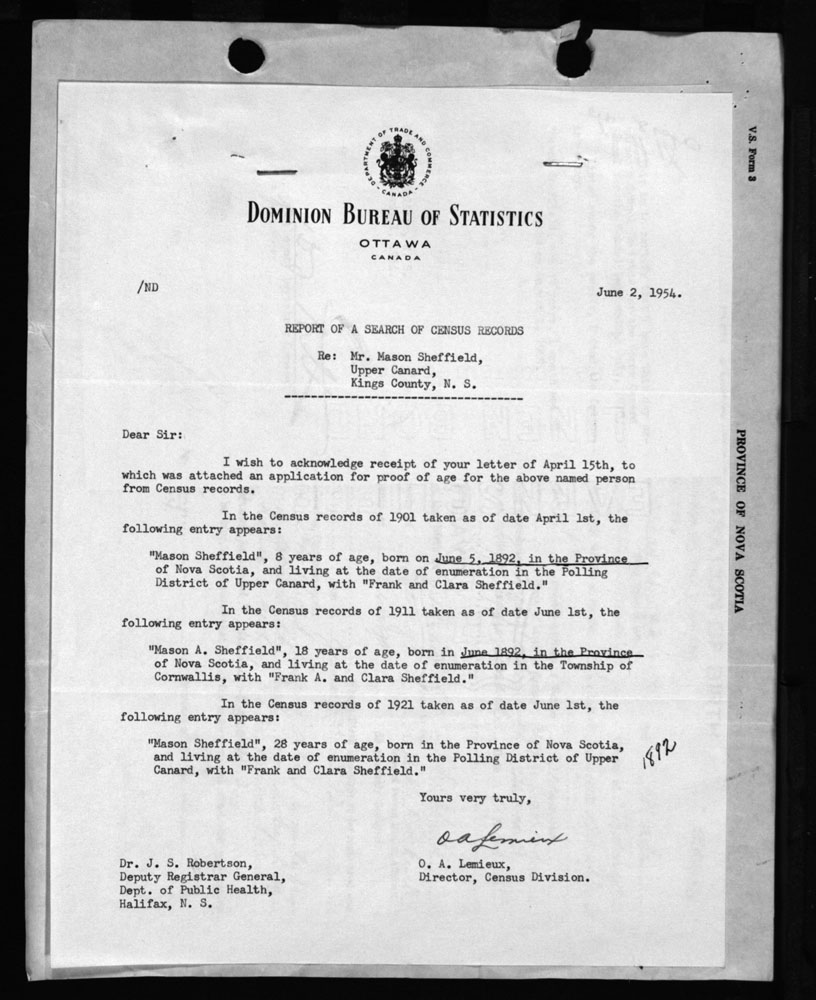 DEPARTMENT OF TRADE AND COMMERCE
CANADA
DOMINION BUREAU OF STATISTICS
OTTAWA
CANADA
/ND
June 2, 1954.
REPORT OF A SEARCH OF CENSUS RECORDS
Re: Mr. Mason Sheffield,
Upper Canard,
Kings County, N. S.
Dear Sir:
I wish to acknowledge receipt of your letter of April 15th, to
which was attached an application for proof of age for the above named person
from Census records.
In the Census records of 1901 taken as of date April 1st, the
following entry appears:
"Mason Sheffield", 8 years of age, born on June 5, 1892, in the Province
of Nova Scotia, and living at the date of enumeration in the Polling
District of Upper Canard, with "Frank and Clara Sheffield."
In the Census records of 1911 taken as of date June 1st, the
following entry appears:
"Mason A. Sheffield", 18 years of age, born in June 1892, in the Province
of Nova Scotia, and living at the date of enumeration in the Township of
Cornwallis, with "Frank A. and Clara Sheffield."
In the Census records of 1921 taken as of date June 1st, the
following entry appears:
"Mason Sheffield", 28 years of age, born in the Province of Nova Scotia,
and living at the date of enumeration in the Polling District of Upper
Canard, with "Frank and Clara Sheffield."
1892
Yours very truly,
O A Lemieux
O. A. Lemieux,
Director, Census Division.
Dr. J. S. Robertson,
Deputy Registrar General,
Dept. of Public Health,
Halifax, N. S.
V.S. Form 3
PROVINCE OF NOVA SCOTIA